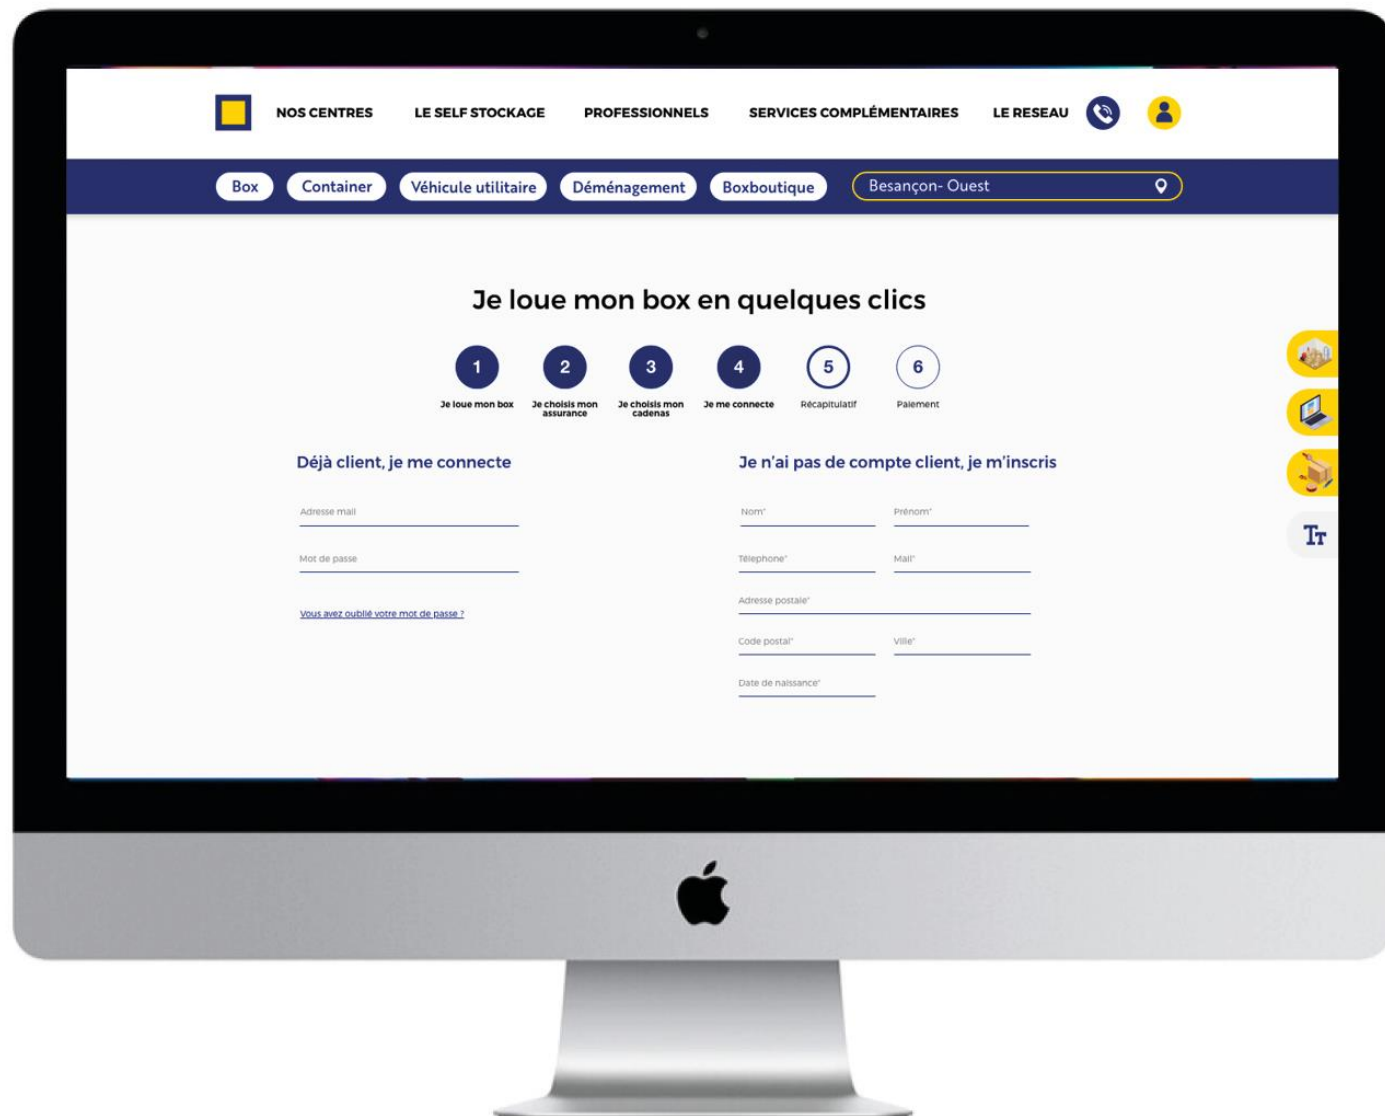 NOS CENTRES LE SELF STOCKAGE PROFESSIONNELS SERVICES COMPLÉMENTAIRES LE RESEAU
Box Container Véhicule utilitaire Déménagement Boxboutique Besançon- Ouest
Je loue mon box en quelques clics
1 2 3 4 5 6
Je loue mon box Je choisis mon assurance Je choisis mon cadenas Je me connecte Récapitulatif Paiement
Déjà client, je me connecte
Adresse mail
Mot de passe
Vous avez oublié votre mot de passe ?
Je n'ai pas de compte client, je m'inscris
Nom* Prénom*
Télephone* Mail*
Adresse postale*
Code postal* Ville*
Date de naissance*
Tт